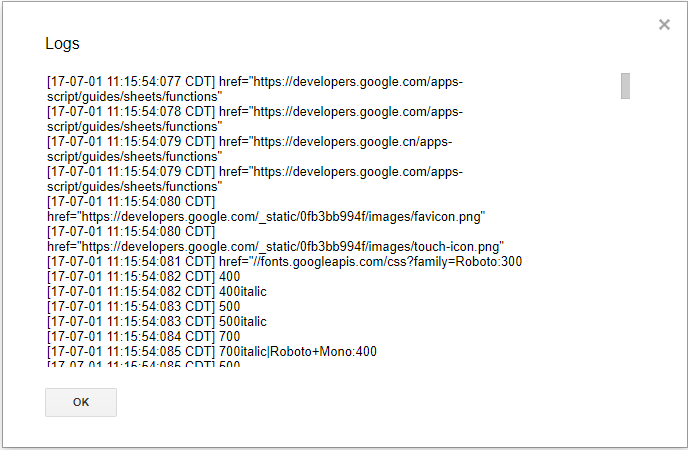 ×
Logs
[17-07-01 11:15:54:077 CDT] href="https://developers.google.com/apps-
script/guides/sheets/functions"
[17-07-01 11:15:54:078 CDT] href="https://developers.google.com/apps-
script/guides/sheets/functions"
[17-07-01 11:15:54:079 CDT] href="https://developers.google.cn/apps-
script/guides/sheets/functions"
[17-07-01 11:15:54:079 CDT] href="https://developers.google.com/apps-
script/guides/sheets/functions"
[17-07-01 11:15:54:080 CDT]
href="https://developers.google.com/_static/0fb3bb994f/images/favicon.png"
[17-07-01 11:15:54:080 CDT]
href="https://developers.google.com/_static/0fb3bb994f/images/touch-icon.png"
[17-07-01 11:15:54:081 CDT] href="//fonts.googleapis.com/css?family=Roboto:300
[17-07-01 11:15:54:082 CDT] 400
[17-07-01 11:15:54:082 CDT] 400italic
[17-07-01 11:15:54:083 CDT] 500
[17-07-01 11:15:54:083 CDT] 500italic
[17-07-01 11:15:54:084 CDT] 700
[17-07-01 11:15:54:085 CDT] 700italic|Roboto+Mono:400
[17-07-01 11:15:54:085 CDT] 500
OK